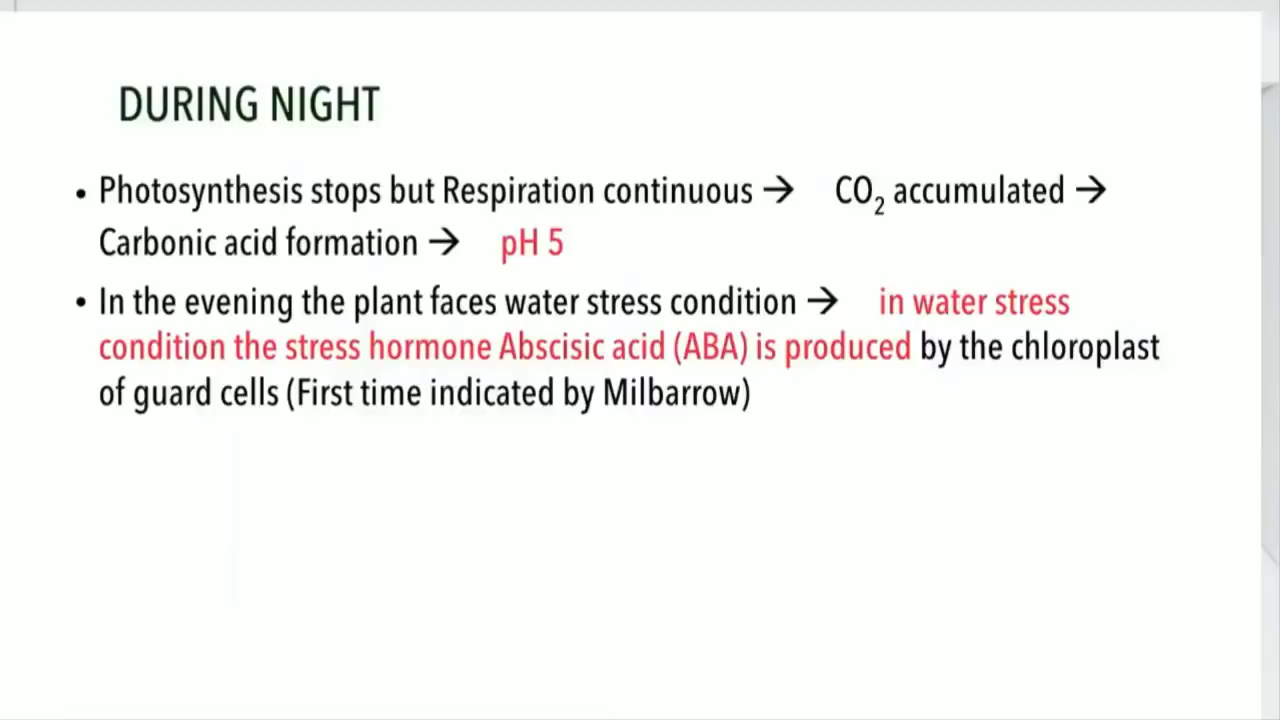 DURING NIGHT
• Photosynthesis stops but Respiration continuous → CO₂ accumulated →
Carbonic acid formation → pH 5
• In the evening the plant faces water stress condition → in water stress
condition the stress hormone Abscisic acid (ABA) is produced by the chloroplast
of guard cells (First time indicated by Milbarrow)